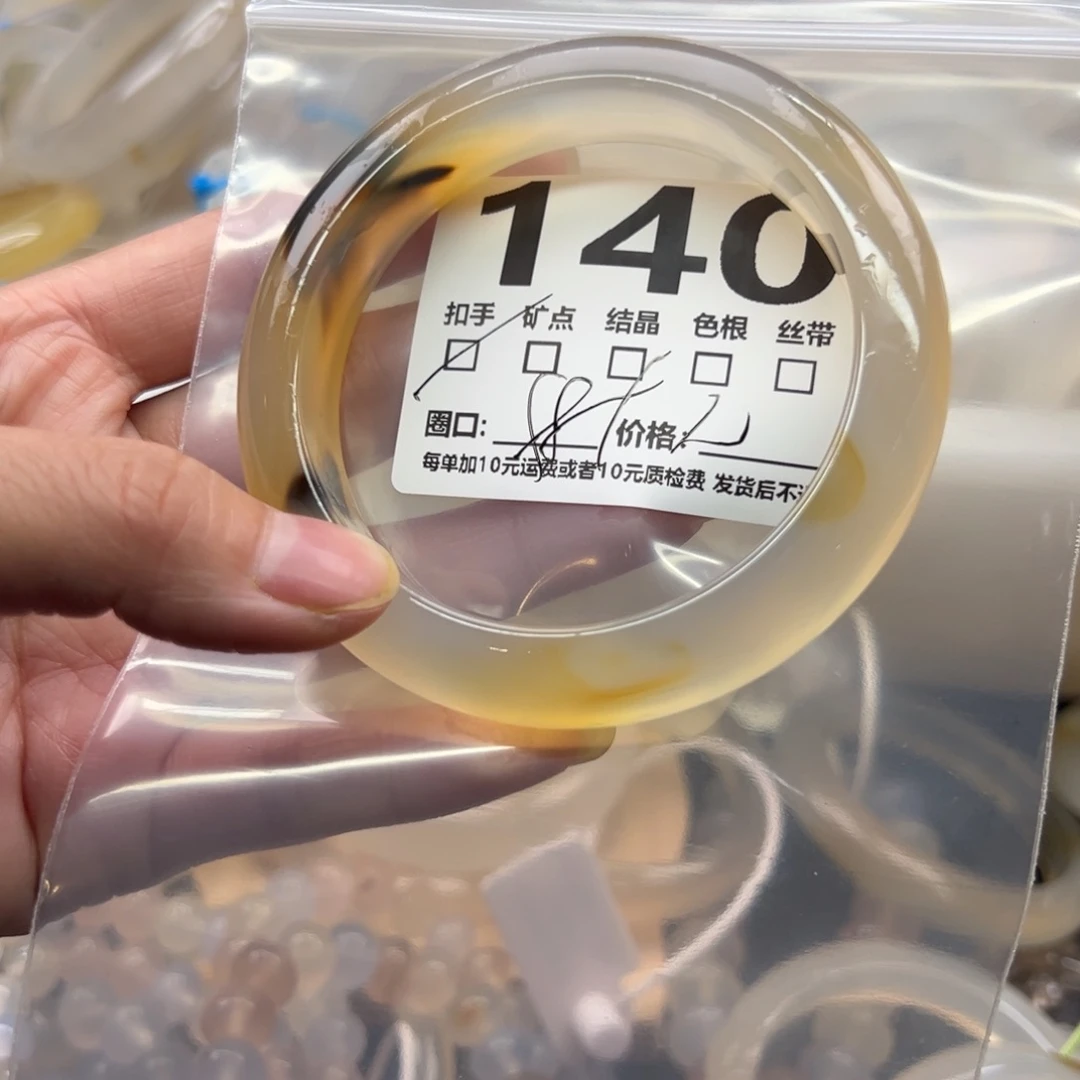 140
扣手 矿点 结晶 色根 丝带
圈口: 58 价格:
每单加10元运费或者10元质检费 发货后不